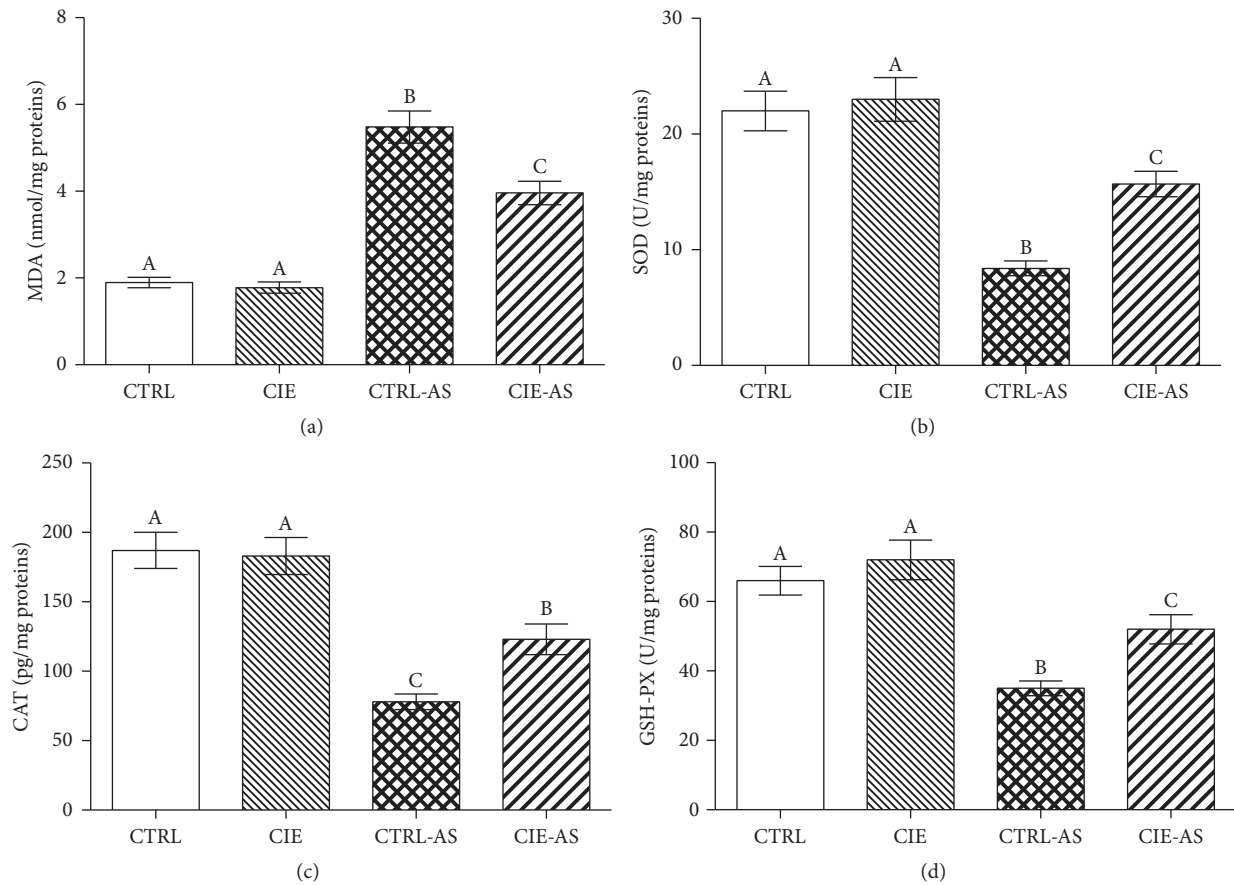 MDA (nmol/mg proteins)
8
6
4
2
0
A
A
B
C
CTRL
CIE
CTRL-AS
CIE-AS
(a)
SOD (U/mg proteins)
30
20
10
0
A
A
B
C
CTRL
CIE
CTRL-AS
CIE-AS
(b)
CAT (pg/mg proteins)
250
200
150
100
50
0
A
A
C
B
CTRL
CIE
CTRL-AS
CIE-AS
(c)
GSH-PX (U/mg proteins)
100
80
60
40
20
0
A
A
B
C
CTRL
CIE
CTRL-AS
CIE-AS
(d)